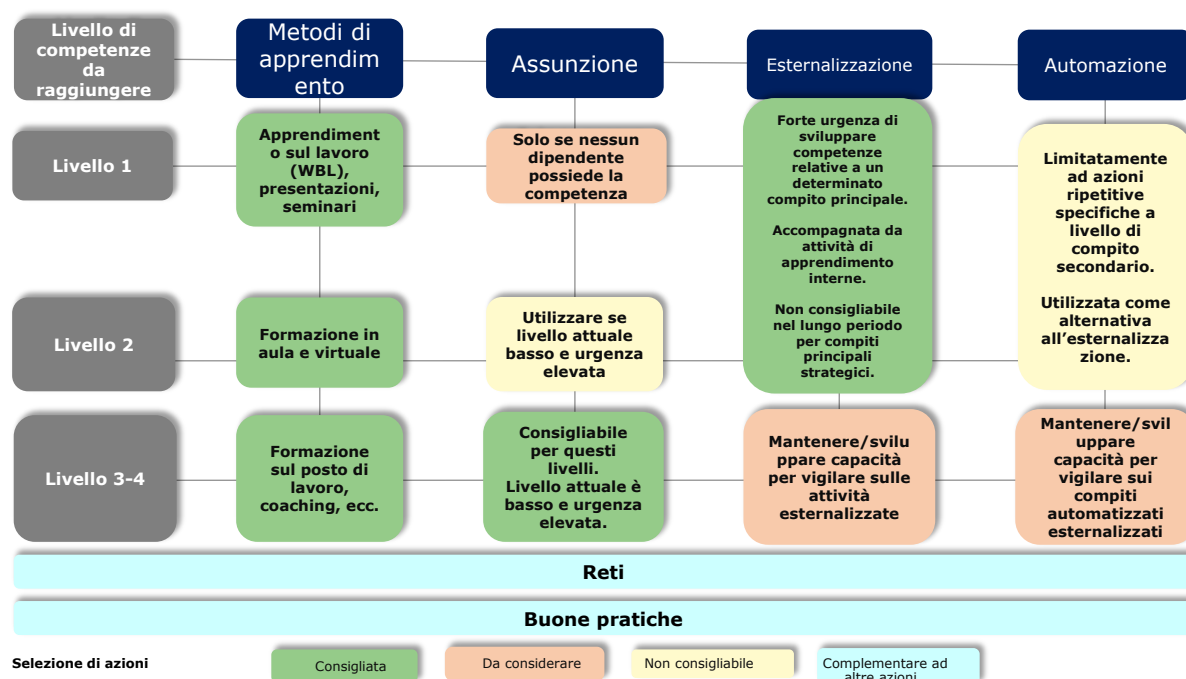 Livello di
competenze
da
raggiungere
Metodi di
apprendim
ento
Assunzione
Esternalizzazione
Automazione
Livello 1
Apprendiment
o sul lavoro
(WBL),
presentazioni,
seminari
Solo se nessun
dipendente
possiede la
competenza
Forte urgenza di
sviluppare
competenze
relative a un
determinato
compito principale.
Accompagnata da
attività di
apprendimento
interne.
Non consigliabile
nel lungo periodo
per compiti
principali
strategici.
Limitatamente
ad azioni
ripetitive
specifiche a
livello di
compito
secondario.
Utilizzata come
alternativa
all'esternalizza
zione.
Livello 2
Formazione in
aula e virtuale
Utilizzare se
livello attuale
basso e urgenza
elevata
Livello 3-4
Formazione
sul posto di
lavoro,
coaching, ecc.
Consigliabile
per questi
livelli.
Livello attuale è
basso e urgenza
elevata.
Mantenere/svilu
ppare capacità
per vigilare sulle
attività
esternalizzate
Mantenere/svil
uppare
capacità per
vigilare sui
compiti
automatizzati
esternalizzati
Reti
Buone pratiche
Selezione di azioni
Consigliata
Da considerare
Non consigliabile
Complementare ad
altre azioni